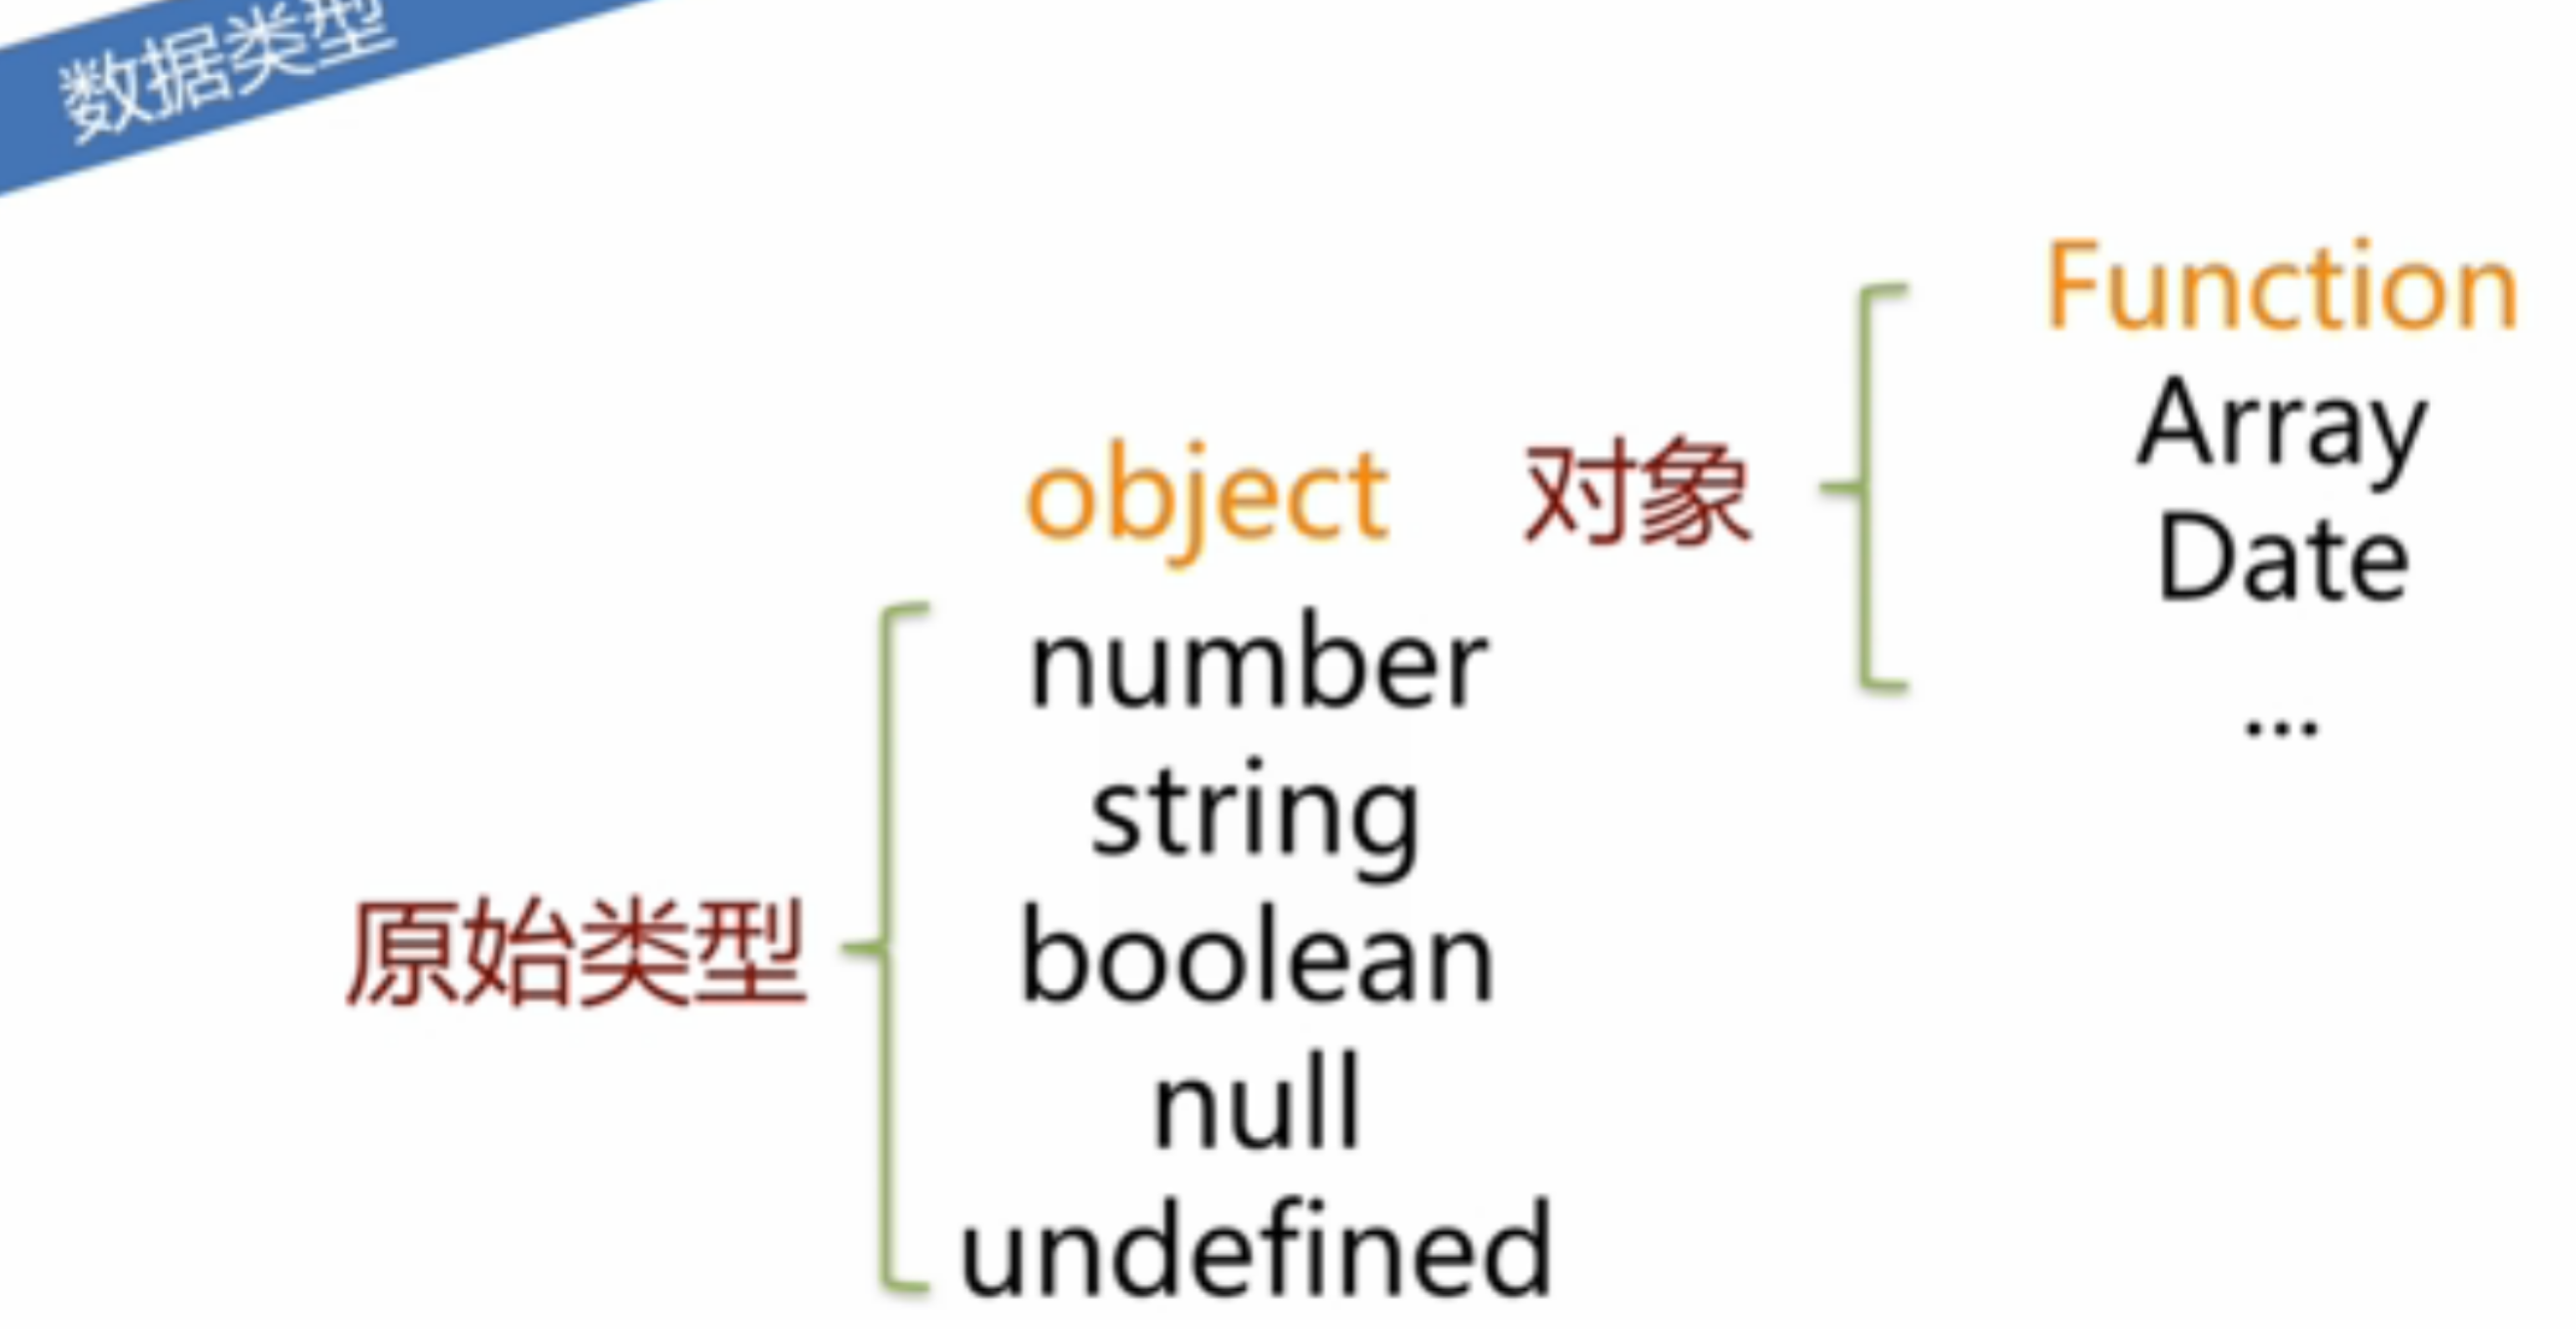 数据类型
Function
Array
object 对象
Date
number
...
string
原始类型
boolean
null
undefined